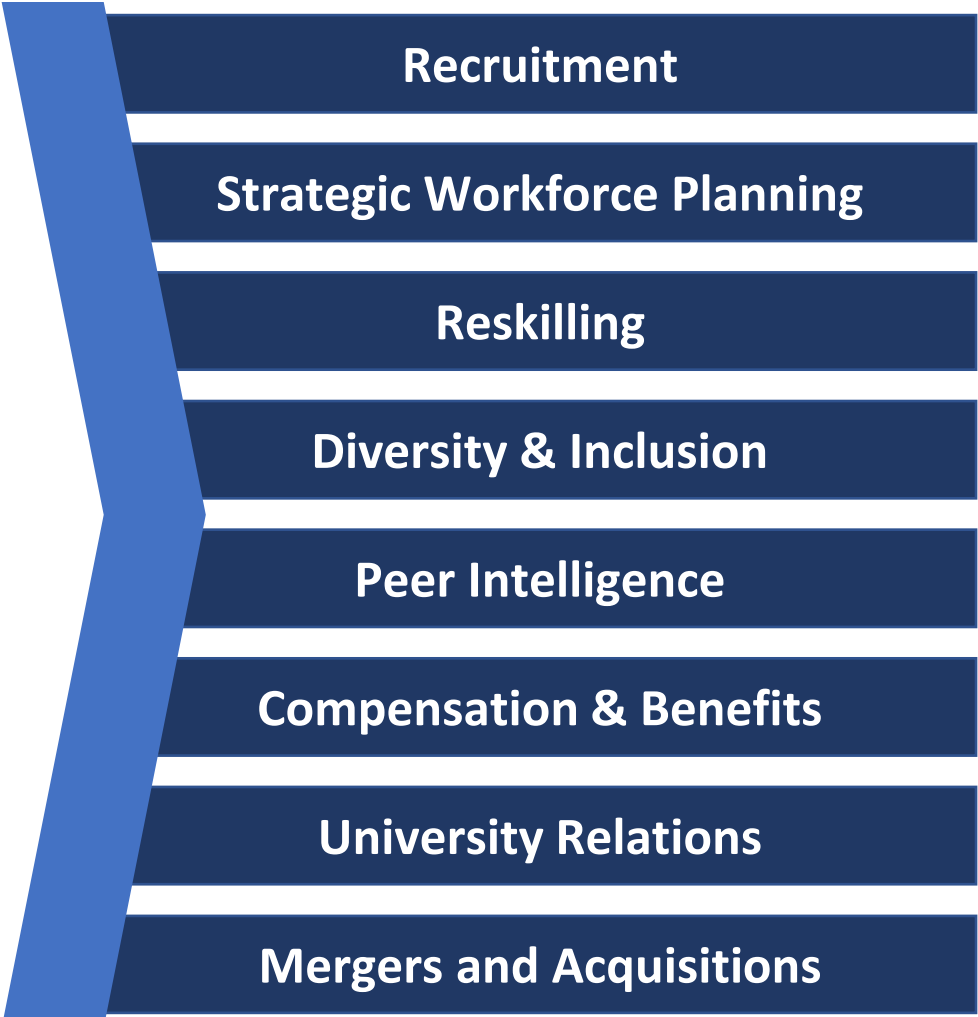 Recruitment
Strategic Workforce Planning
Reskilling
Diversity & Inclusion
Peer Intelligence
Compensation & Benefits
University Relations
Mergers and Acquisitions